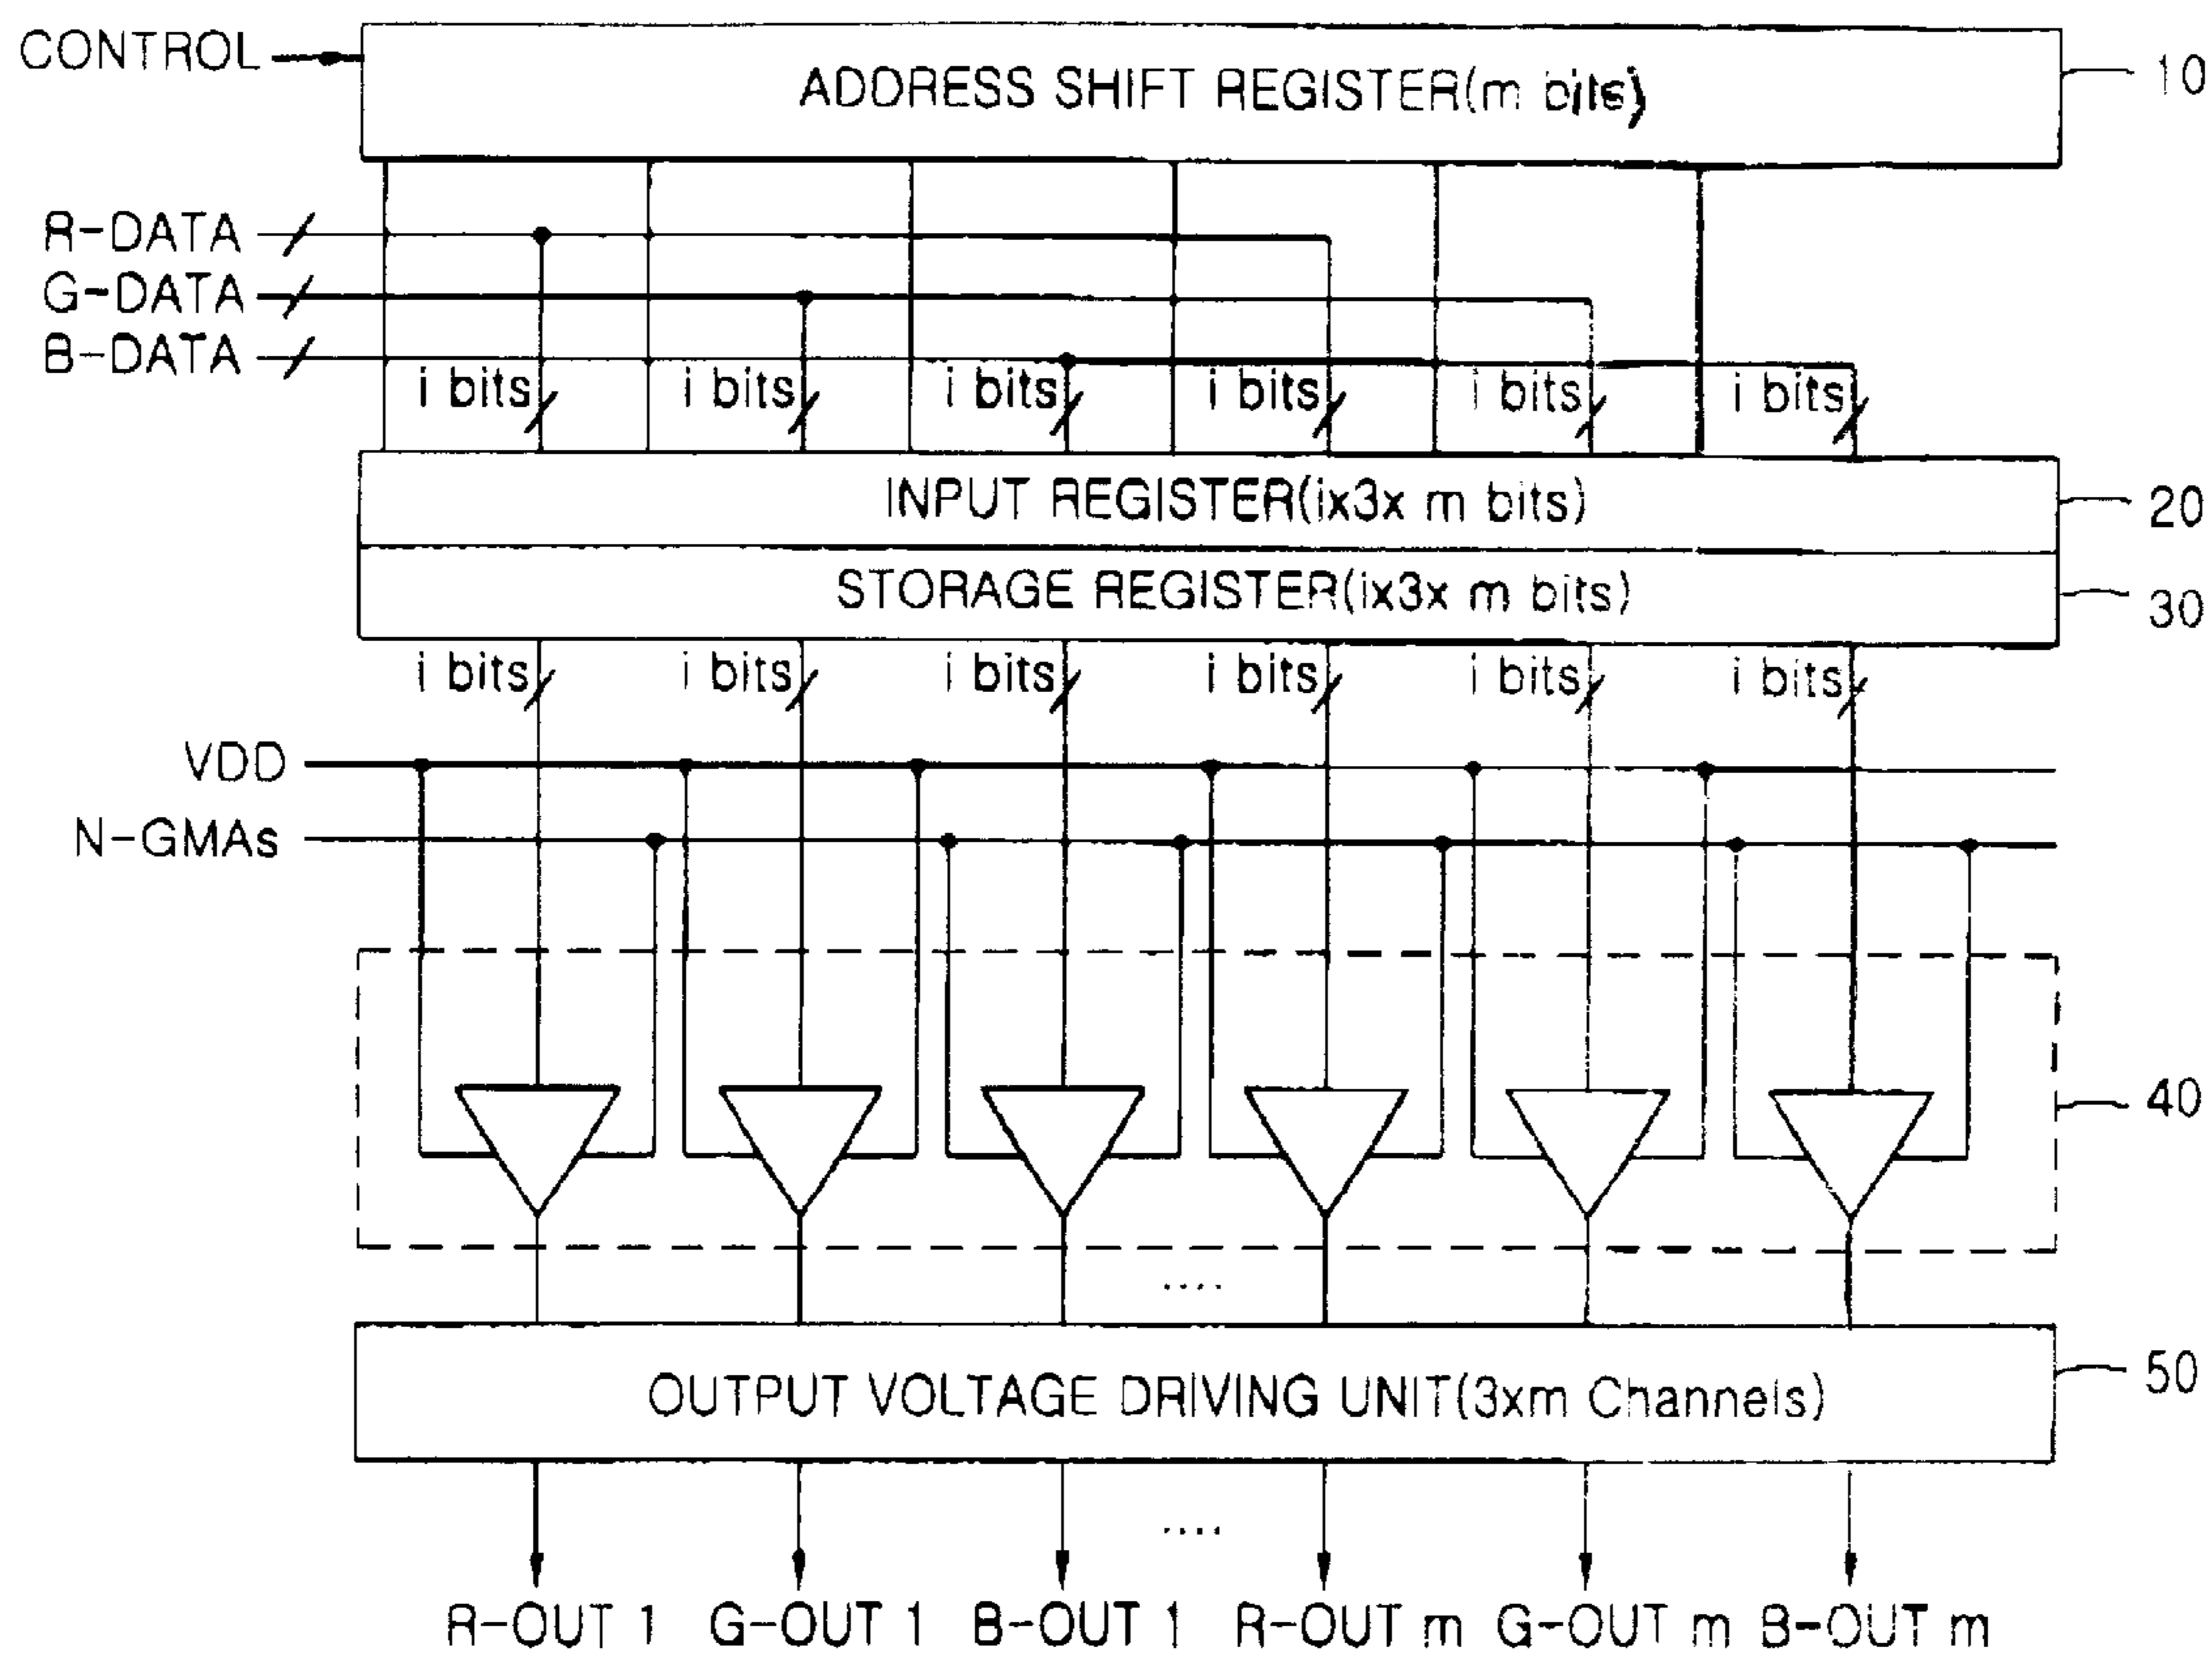 CONTROL
ADDRESS SHIFT REGISTER(m bits)
10
R-DATA
G-DATA
B-DATA
i bits i bits i bits i bits i bits i bits
INPUT REGISTER(ix3x m bits)
20
STORAGE REGISTER(ix3x m bits)
30
i bits i bits i bits i bits i bits i bits
VDD
N-GMAs
40
....
OUTPUT VOLTAGE DRIVING UNIT(3xm Channels)
50
....
R-OUT 1 G-OUT 1 B-OUT 1 R-OUT m G-OUT m B-OUT m